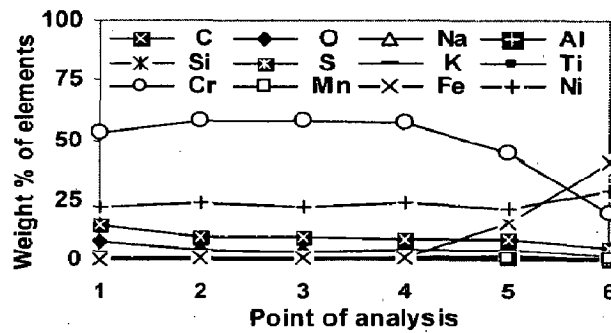 100
C O Na Al
Si S K Ti
75
Cr Mn Fe Ni
50
25
0
Weight % of elements
1 2 3 4 5 6
Point of analysis